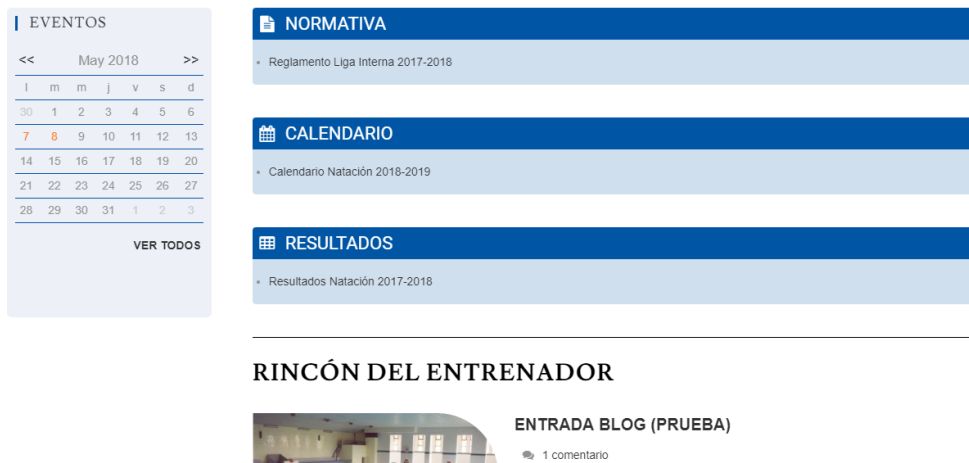 EVENTOS
<< May 2018 >>
l m m j v s d
30 1 2 3 4 5 6
7 8 9 10 11 12 13
14 15 16 17 18 19 20
21 22 23 24 25 26 27
28 29 30 31 1 2 3
VER TODOS
NORMATIVA
Reglamento Liga Interna 2017-2018
CALENDARIO
Calendario Natación 2018-2019
RESULTADOS
Resultados Natación 2017-2018
RINCÓN DEL ENTRENADOR
ENTRADA BLOG (PRUEBA)
1 comentario